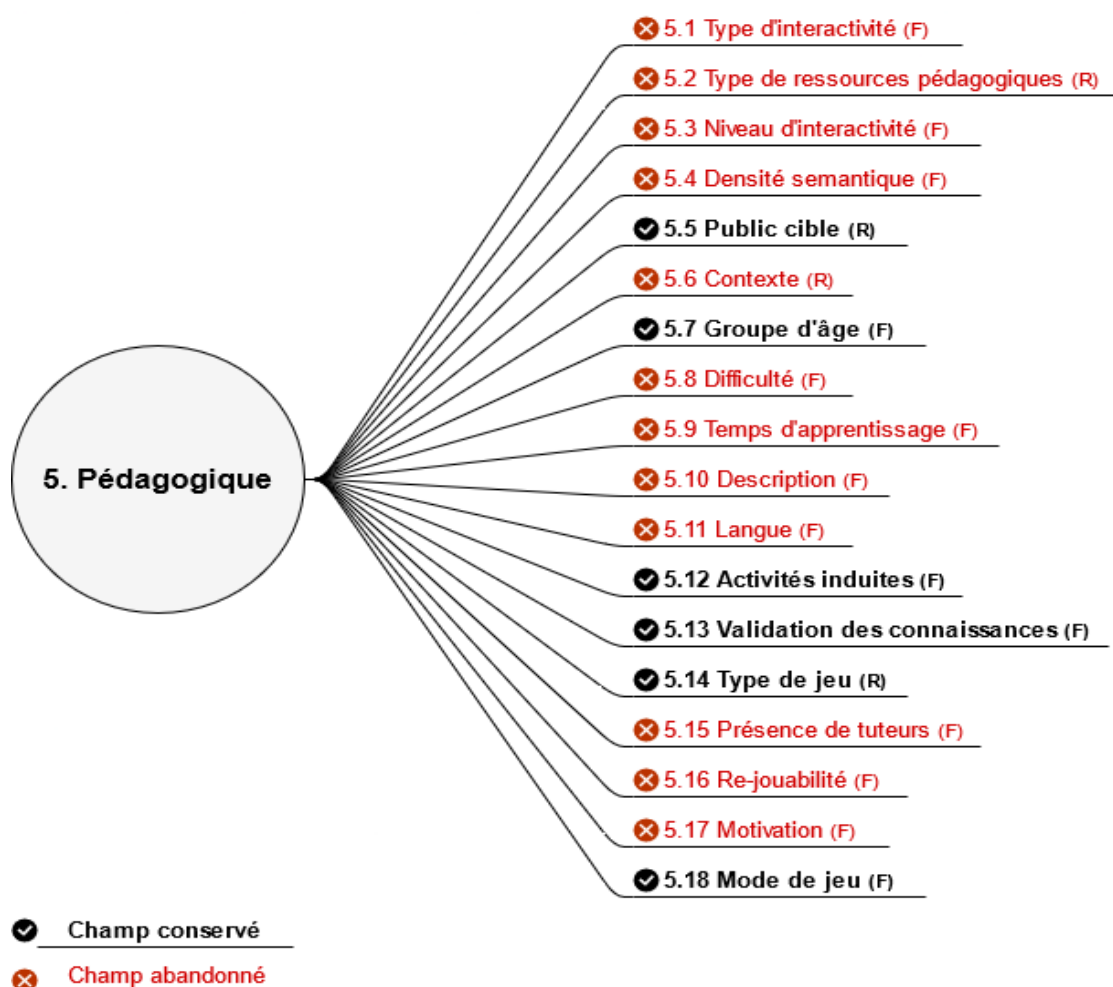 5.1 Type d'interactivité (F)
5.2 Type de ressources pédagogiques (R)
5.3 Niveau d'interactivité (F)
5.4 Densité semantique (F)
5.5 Public cible (R)
5.6 Contexte (R)
5.7 Groupe d'âge (F)
5.8 Difficulté (F)
5.9 Temps d'apprentissage (F)
5. Pédagogique
5.10 Description (F)
5.11 Langue (F)
5.12 Activités induites (F)
5.13 Validation des connaissances (F)
5.14 Type de jeu (R)
5.15 Présence de tuteurs (F)
5.16 Re-jouabilité (F)
5.17 Motivation (F)
5.18 Mode de jeu (F)
Champ conservé
Champ abandonné